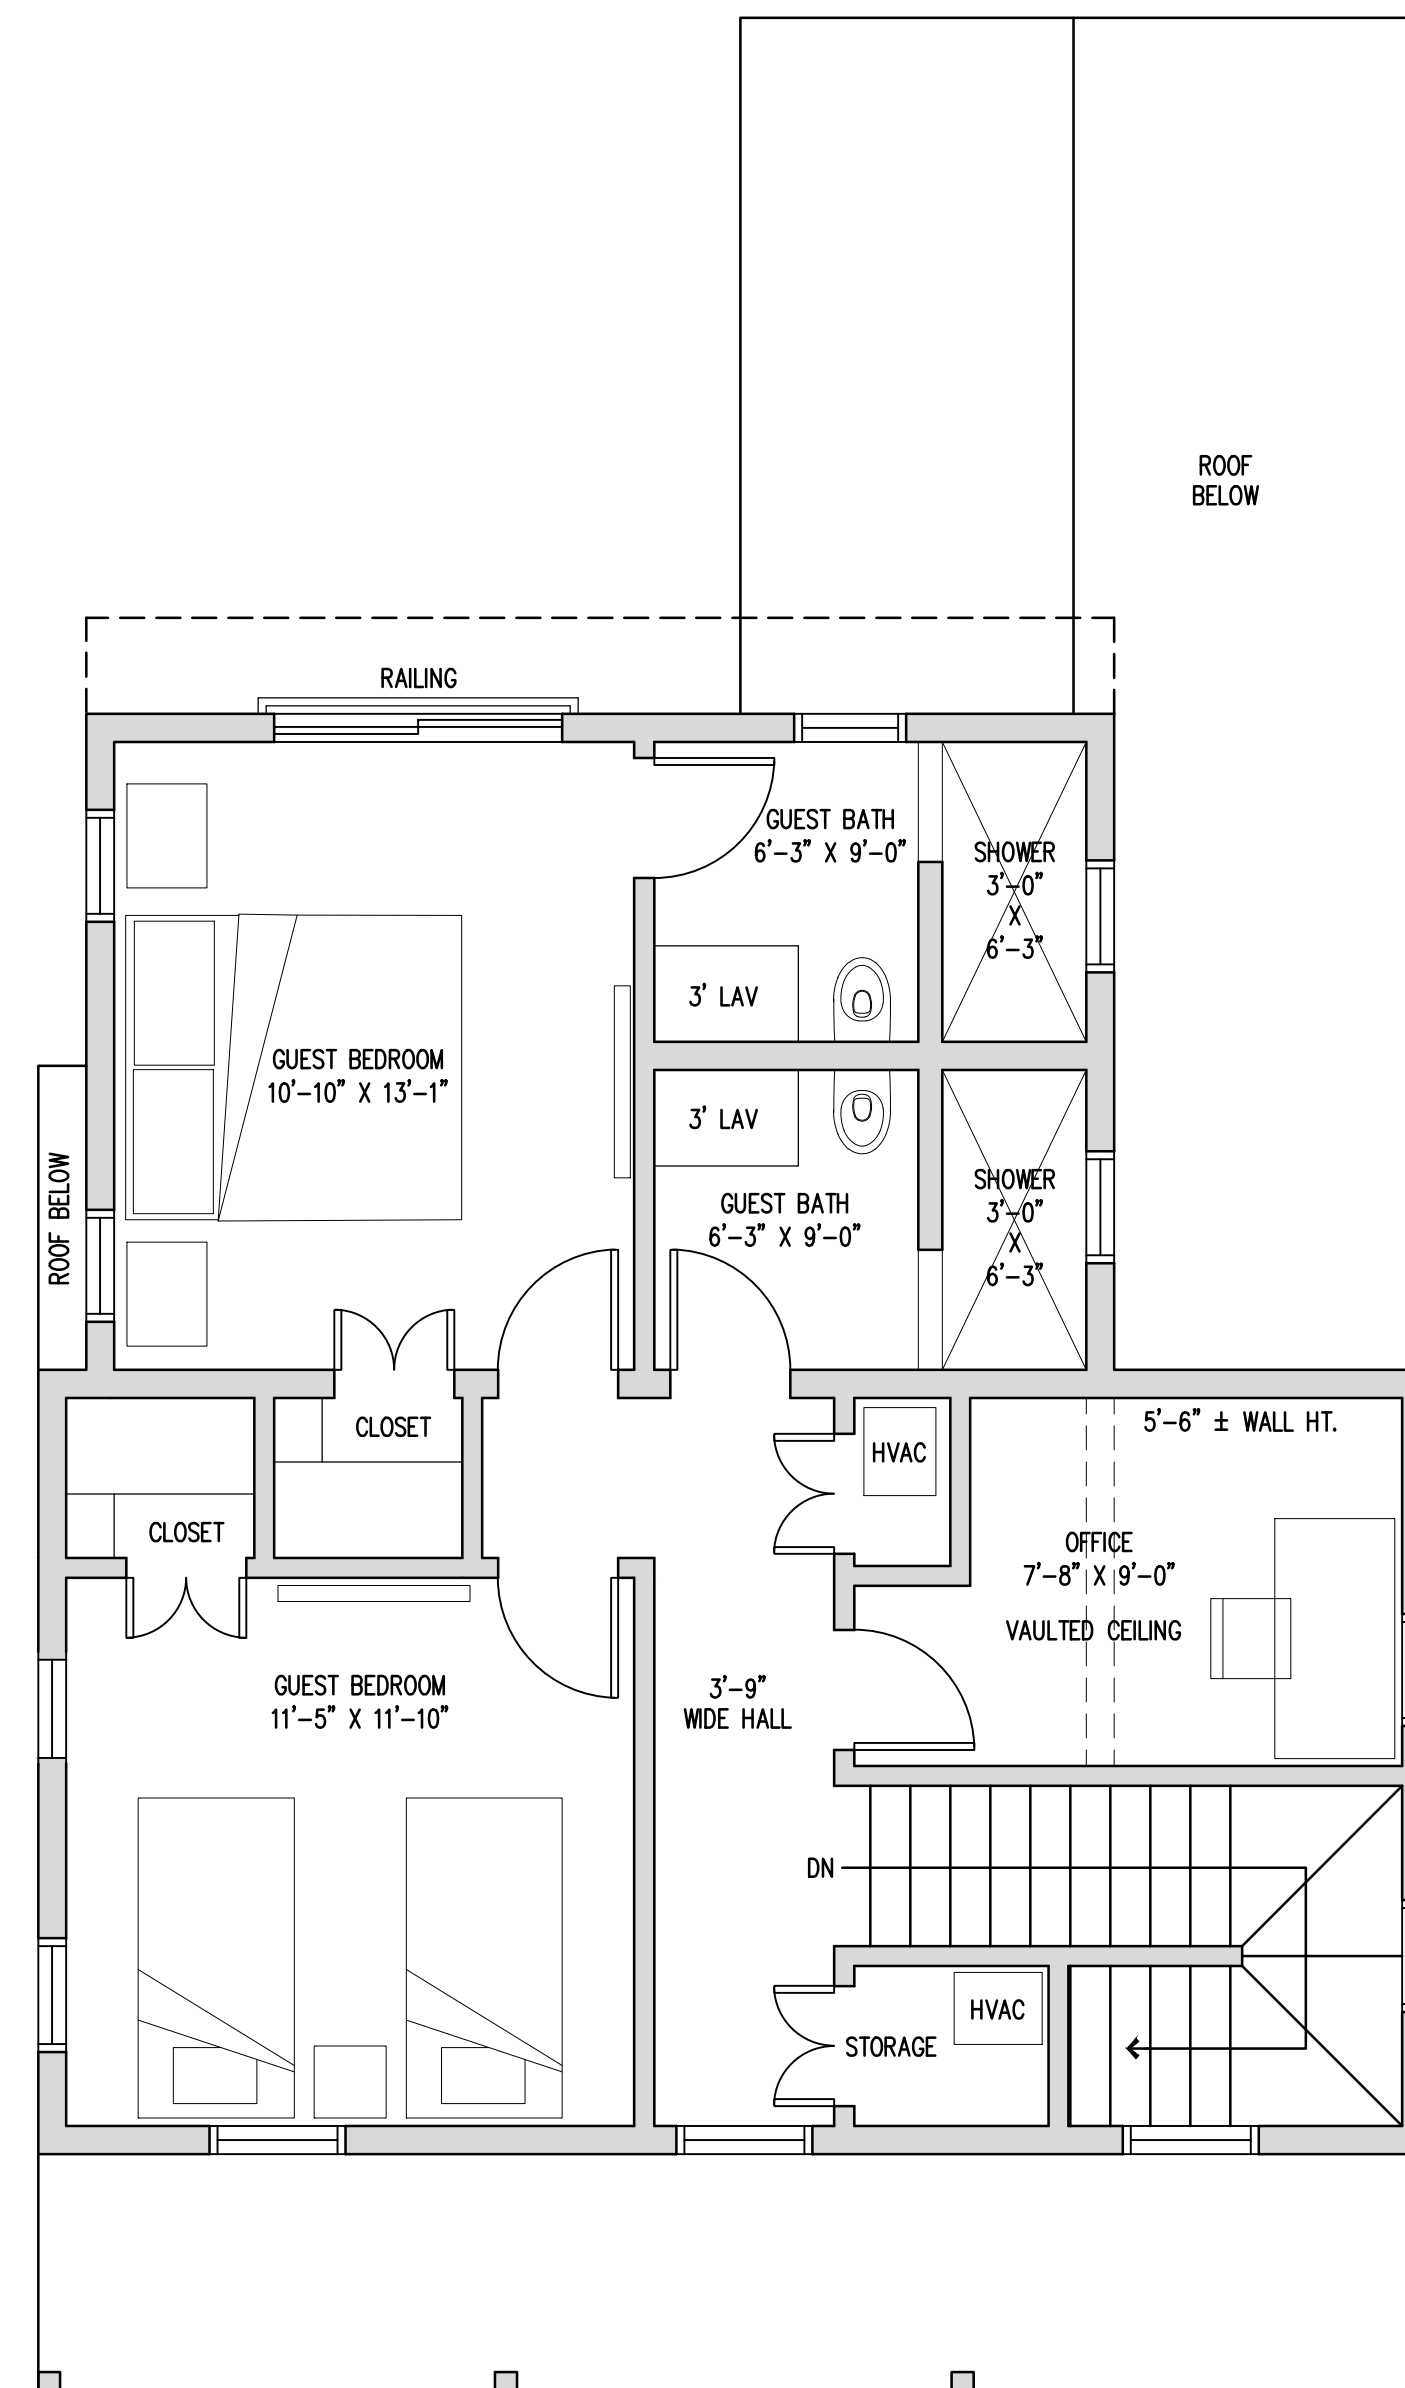 ROOF
BELOW
RAILING
GUEST BATH
6'-3" X 9'-0"
SHOWER
3'-0"
X
6'-3"
3' LAV
GUEST BEDROOM
10'-10" X 13'-1"
3' LAV
ROOF BELOW
GUEST BATH
6'-3" X 9'-0"
SHOWER
3'-0"
X
6'-3"
CLOSET
HVAC
5'-6" ± WALL HT.
CLOSET
OFFICE
7'-8" X 9'-0"
VAULTED CEILING
GUEST BEDROOM
11'-5" X 11'-10"
3'-9"
WIDE HALL
DN
HVAC
STORAGE